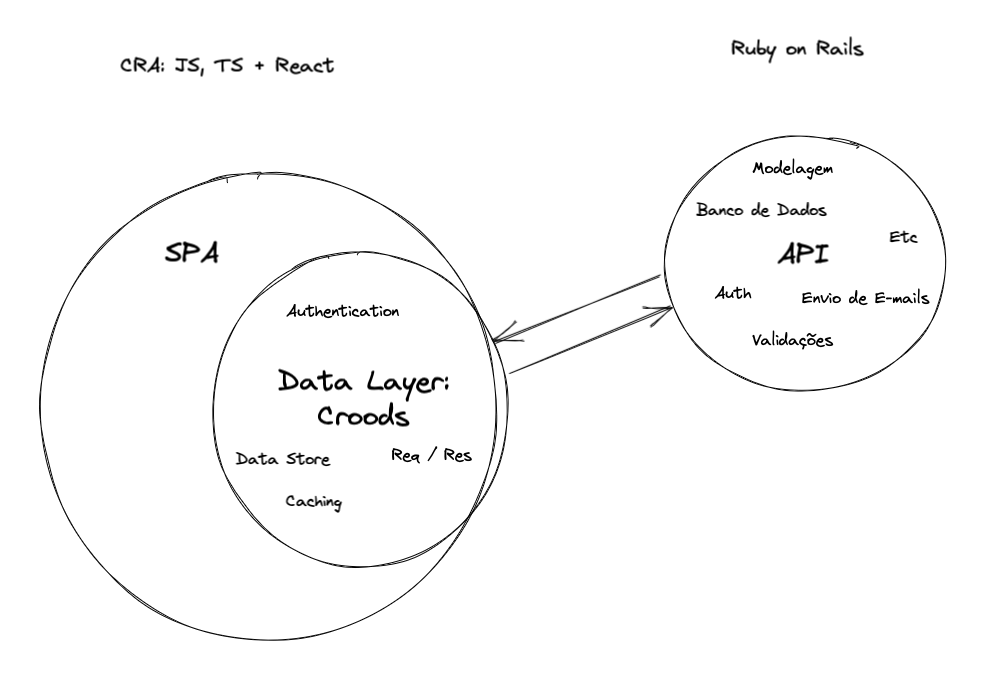 CRA: JS, TS + React
Ruby on Rails
SPA
Authentication
Data Layer:
Croods
Data Store
Req / Res
Caching
Modelagem
Banco de Dados
Etc
API
Auth
Envio de E-mails
Validações